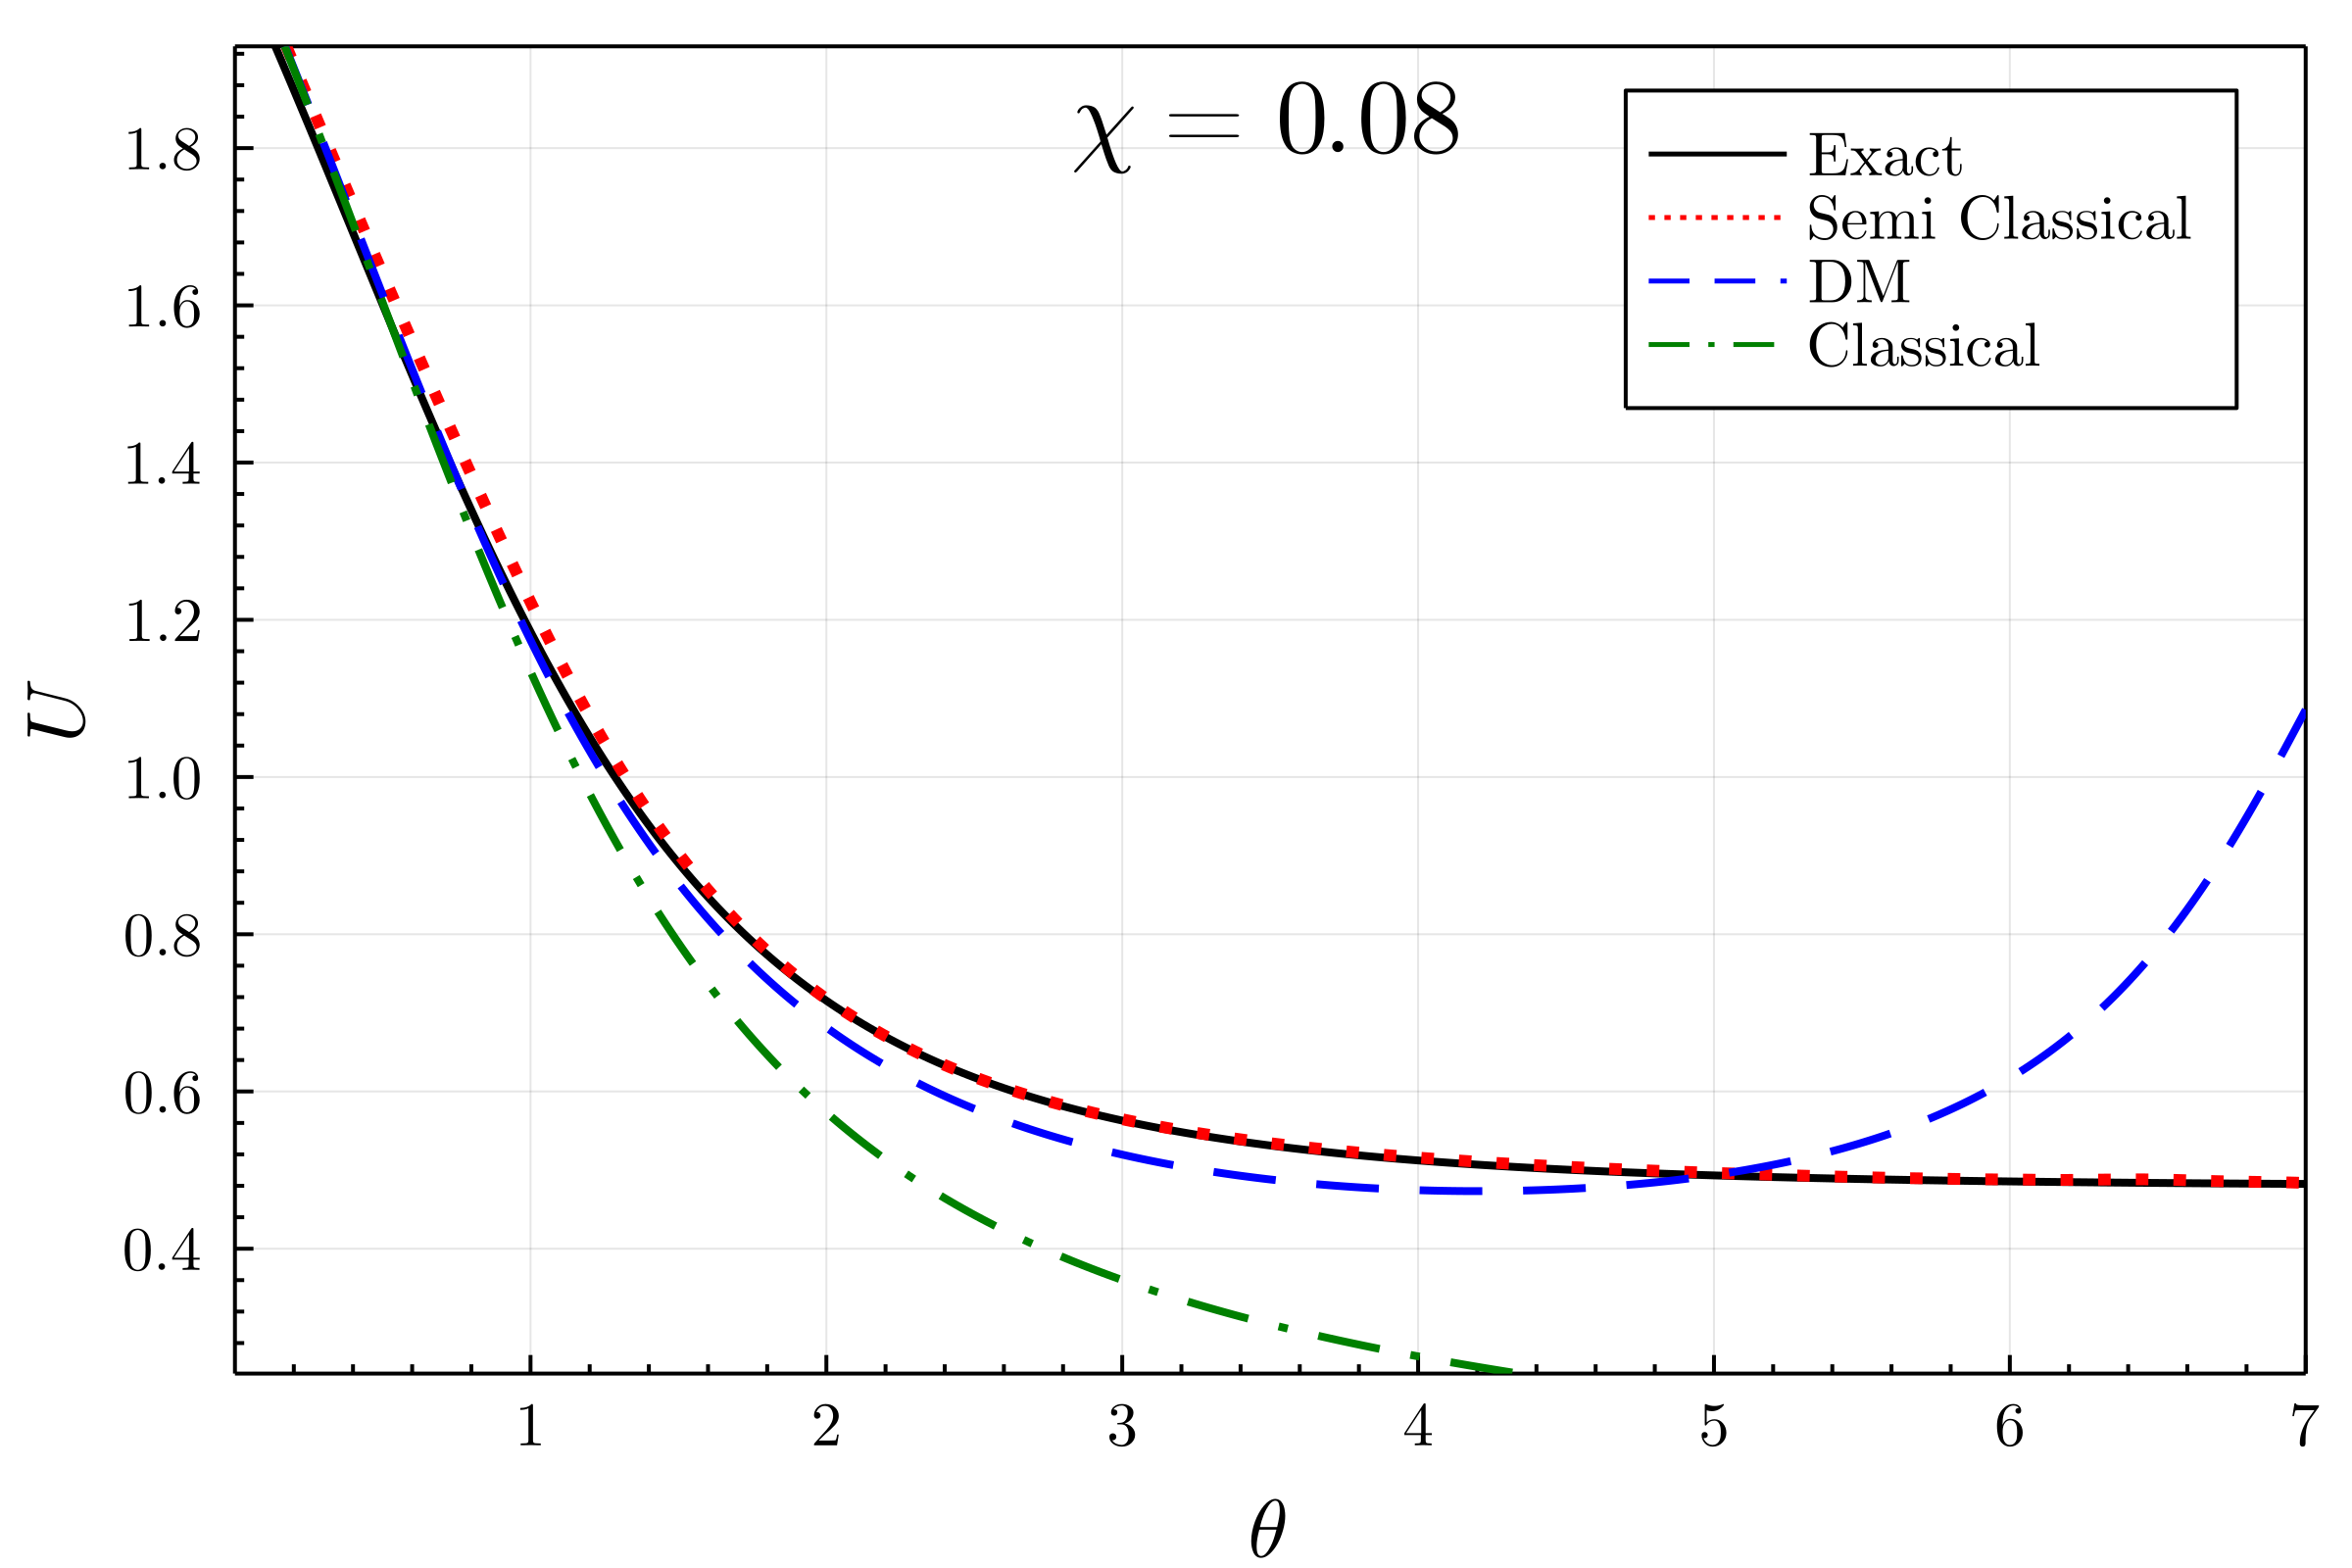 χ = 0.08
Exact
Semi Classical
DM
Classical
1.8
1.6
1.4
1.2
1.0
0.8
0.6
0.4
U
1 2 3 4 5 6 7
θ